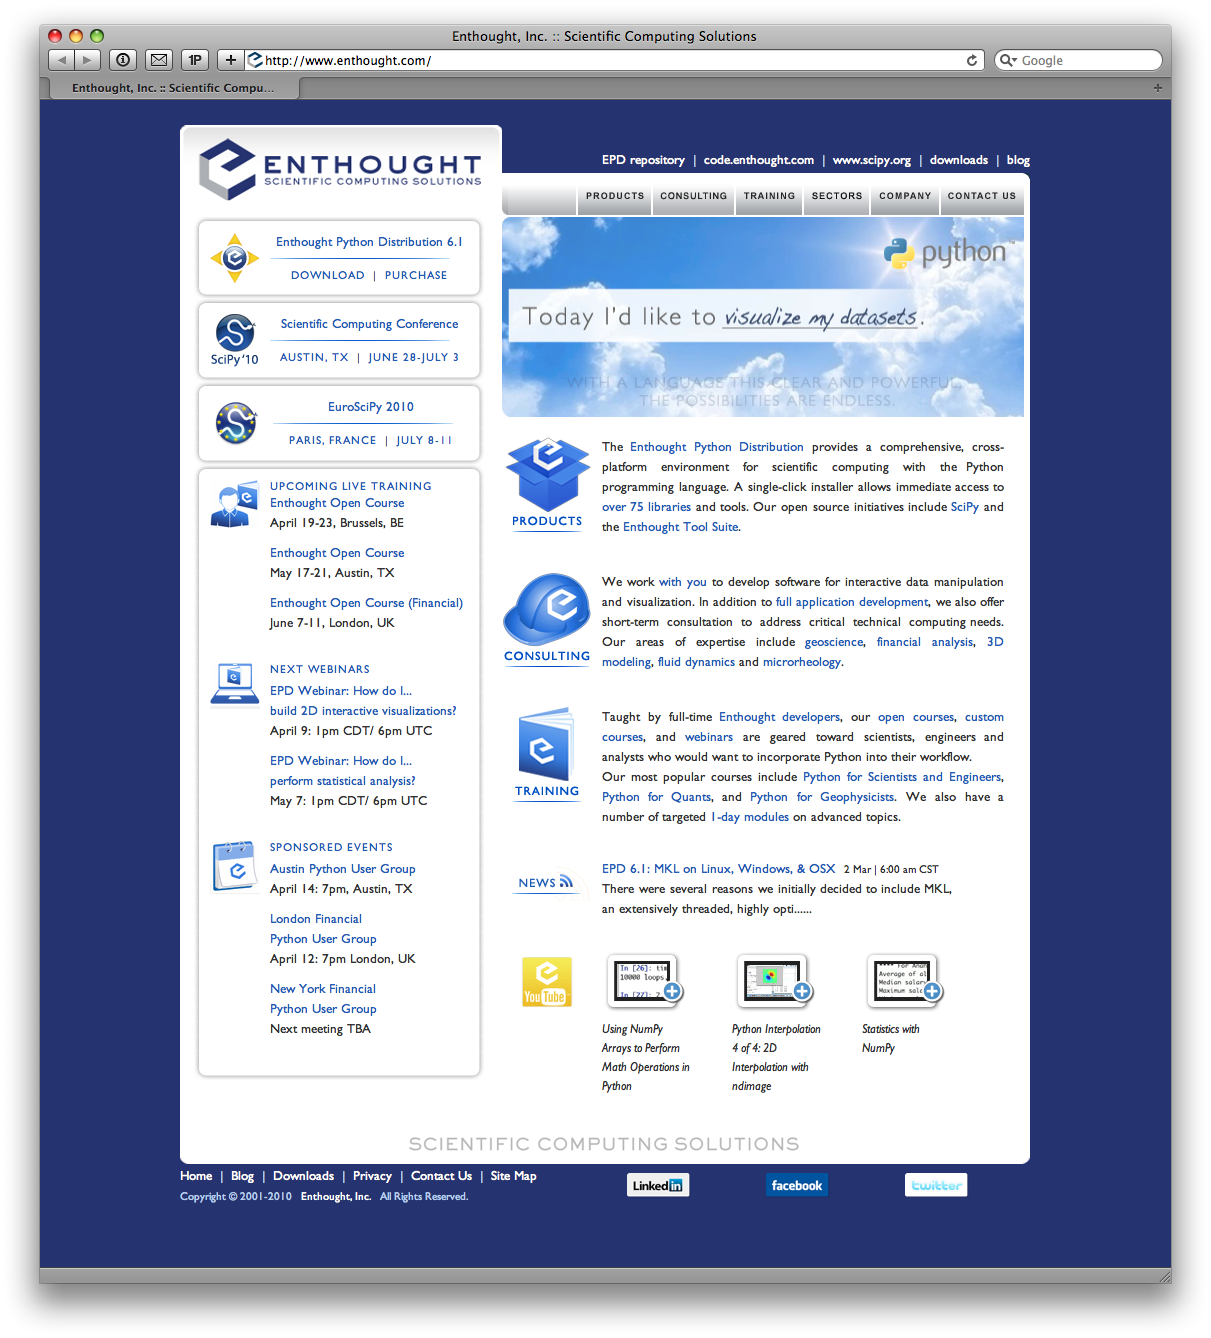 Enthought, Inc. :: Scientific Computing Solutions
1P
http://www.enthought.com/
Google
Enthought, Inc. :: Scientific Compu...
ENTHOUGHT
SCIENTIFIC COMPUTING SOLUTIONS
EPD repository | code.enthought.com | www.scipy.org | downloads | blog
PRODUCTS CONSULTING TRAINING SECTORS COMPANY CONTACT US
Enthought Python Distribution 6.1
DOWNLOAD | PURCHASE
Scientific Computing Conference
SciPy'10
AUSTIN, TX | JUNE 28-JULY 3
EuroSciPy 2010
PARIS, FRANCE | JULY 8-11
UPCOMING LIVE TRAINING
Enthought Open Course
April 19-23, Brussels, BE
Enthought Open Course
May 17-21, Austin, TX
Enthought Open Course (Financial)
June 7-11, London, UK
NEXT WEBINARS
EPD Webinar: How do I...
build 2D interactive visualizations?
April 9: 1pm CDT/ 6pm UTC
EPD Webinar: How do I...
perform statistical analysis?
May 7: 1pm CDT/ 6pm UTC
SPONSORED EVENTS
Austin Python User Group
April 14: 7pm, Austin, TX
London Financial
Python User Group
April 12: 7pm London, UK
New York Financial
Python User Group
Next meeting TBA
python™
Today I'd like to visualize my datasets.
WITH A LANGUAGE THIS CLEAR AND POWERFUL,
THE POSSIBILITIES ARE ENDLESS.
PRODUCTS
The Enthought Python Distribution provides a comprehensive, cross-
platform environment for scientific computing with the Python
programming language. A single-click installer allows immediate access to
over 75 libraries and tools. Our open source initiatives include SciPy and
the Enthought Tool Suite.
CONSULTING
We work with you to develop software for interactive data manipulation
and visualization. In addition to full application development, we also offer
short-term consultation to address critical technical computing needs.
Our areas of expertise include geoscience, financial analysis, 3D
modeling, fluid dynamics and microrheology.
TRAINING
Taught by full-time Enthought developers, our open courses, custom
courses, and webinars are geared toward scientists, engineers and
analysts who would want to incorporate Python into their workflow.
Our most popular courses include Python for Scientists and Engineers,
Python for Quants, and Python for Geophysicists. We also have a
number of targeted 1-day modules on advanced topics.
NEWS
EPD 6.1: MKL on Linux, Windows, & OSX 2 Mar | 6:00 am CST
There were several reasons we initially decided to include MKL,
an extensively threaded, highly opti......
YouTube
In [26]: tim
10000 loops
In [27]: 2
Average of al
Median salar
Maximum salc
Using NumPy
Arrays to Perform
Math Operations in
Python
Python Interpolation
4 of 4: 2D
Interpolation with
ndimage
Statistics with
NumPy
SCIENTIFIC COMPUTING SOLUTIONS
Home | Blog | Downloads | Privacy | Contact Us | Site Map
Copyright © 2001-2010 Enthought, Inc. All Rights Reserved.
Linked in
facebook
twitter